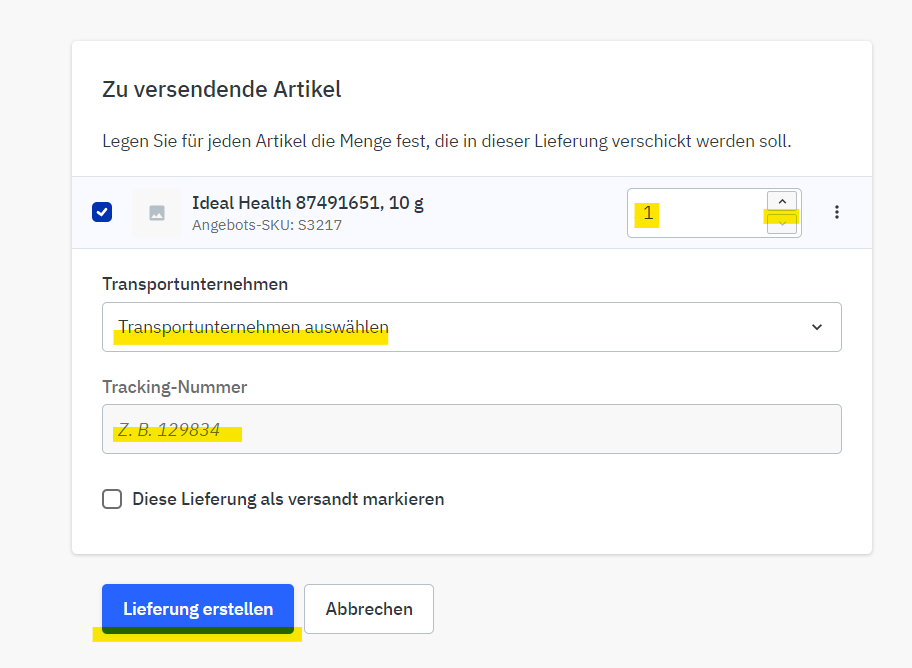 Zu versendende Artikel
Legen Sie für jeden Artikel die Menge fest, die in dieser Lieferung verschickt werden soll.
Ideal Health 87491651, 10 g
1
Angebots-SKU: S3217
Transportunternehmen
Transportunternehmen auswählen
Tracking-Nummer
Z. B. 129834
Diese Lieferung als versandt markieren
Lieferung erstellen
Abbrechen